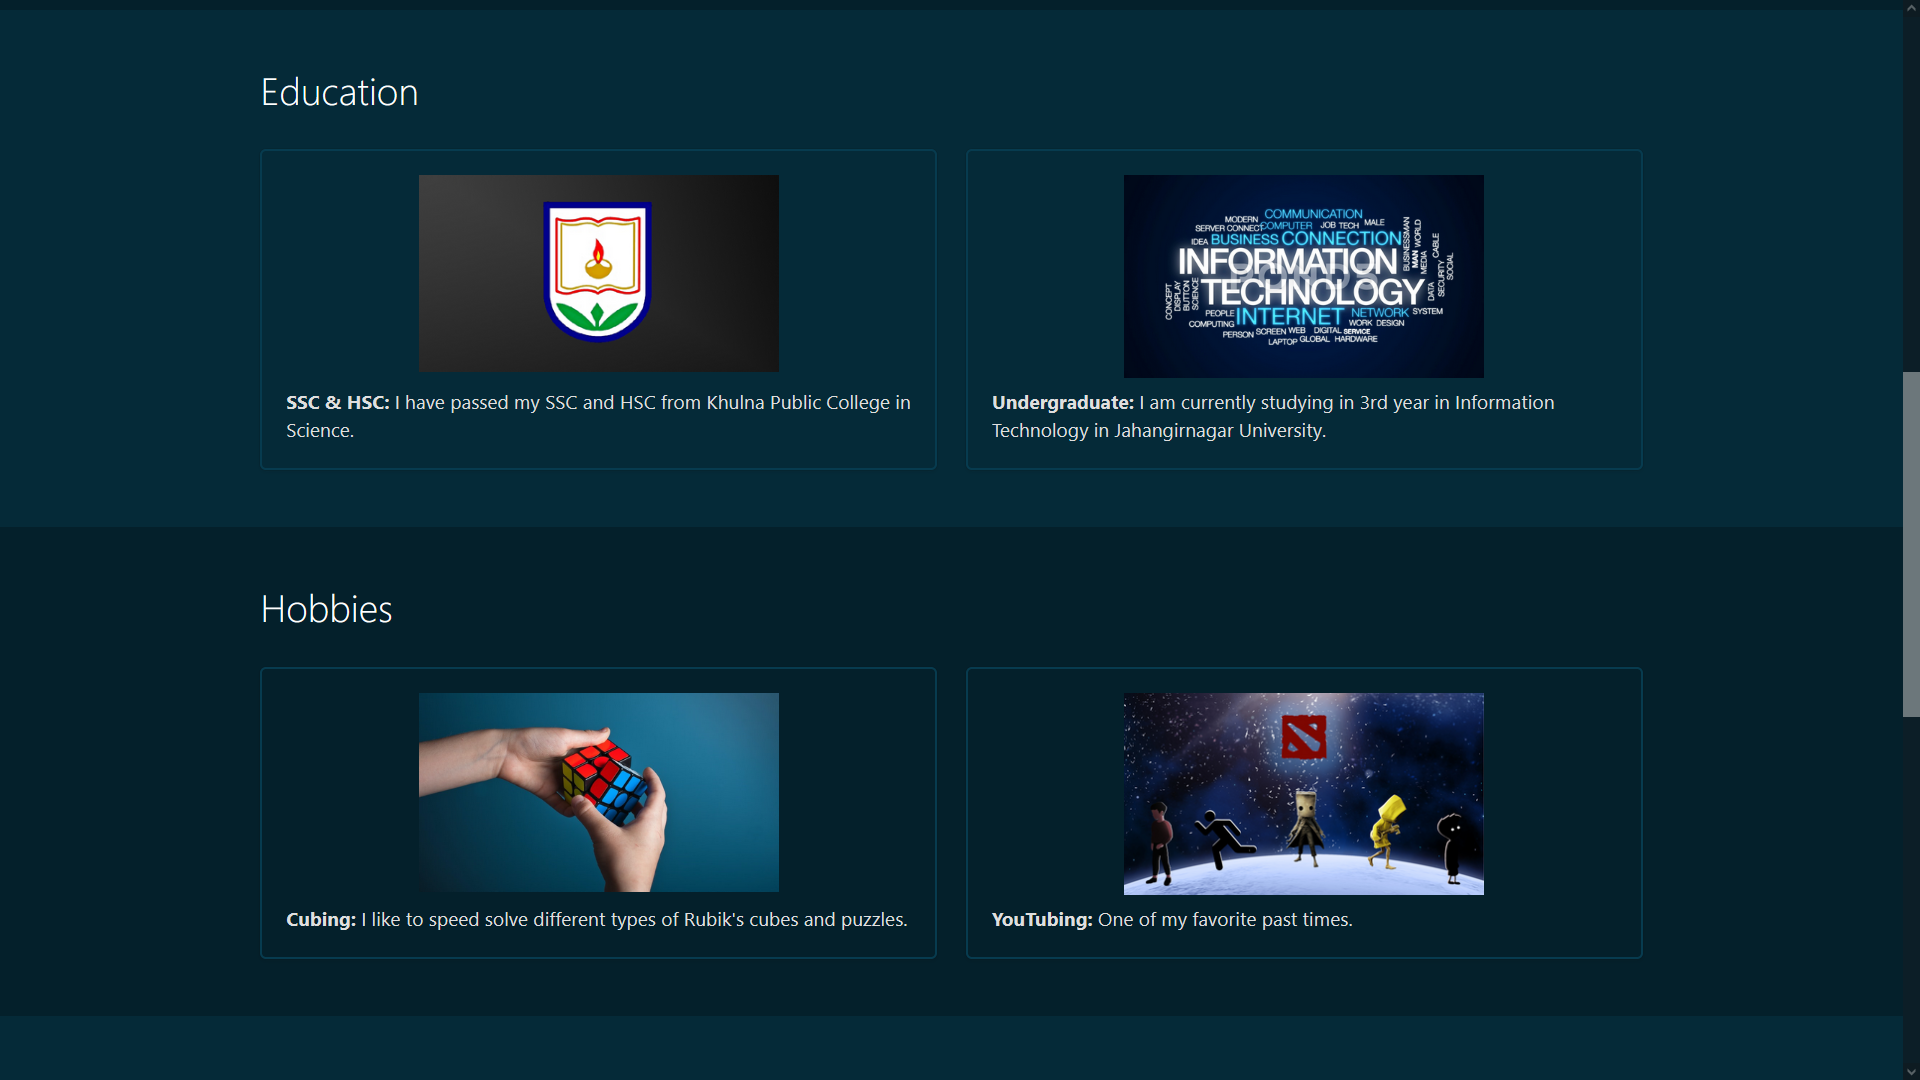 Education
MODERN COMMUNICATION
SERVER CONNECT COMPUTER JOB TECH MALE
IDEA BUSINESS CONNECTION
BUSINESSMAN
MAN WORLD
MEDIA
CABLE
SECURITY
SOCIAL
INFORMATION
TECHNOLOGY
DATA
CONCEPT
DISPLAY
BUTTON
SCIENCE
PEOPLE INTERNET NETWORK SYSTEM
COMPUTING WORK DESIGN
PERSON SCREEN WEB DIGITAL SERVICE
LAPTOP GLOBAL HARDWARE
SSC & HSC: I have passed my SSC and HSC from Khulna Public College in
Science.
Undergraduate: I am currently studying in 3rd year in Information
Technology in Jahangirnagar University.
Hobbies
Cubing: I like to speed solve different types of Rubik's cubes and puzzles.
YouTubing: One of my favorite past times.